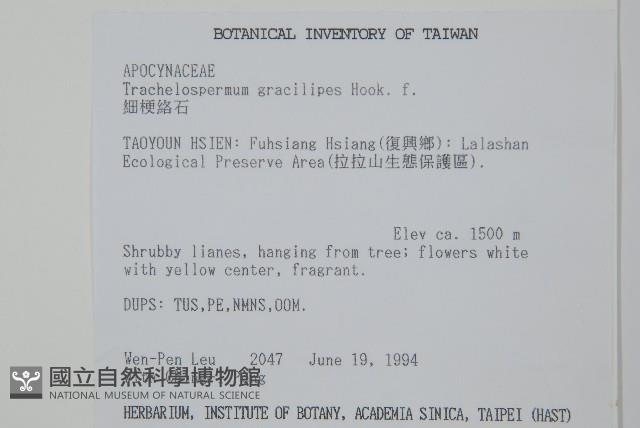 BOTANICAL INVENTORY OF TAIWAN
APOCYNACEAE
Trachelospermum gracilipes Hook. f.
細梗絡石
TAOYOUN HSIEN: Fuhsiang Hsiang(復興鄉): Lalashan
Ecological Preserve Area(拉拉山生態保護區).
Elev ca. 1500 m
Shrubby lianes, hanging from tree; flowers white
with yellow center, fragrant.
DUPS: TUS,PE,NMNS,OOM.
Wen-Pen Leu 2047 June 19, 1994
國立自然科學博物館
NATIONAL MUSEUM OF NATURAL SCIENCE
HERBARIUM, INSTITUTE OF BOTANY, ACADEMIA SINICA, TAIPEI (HAST)